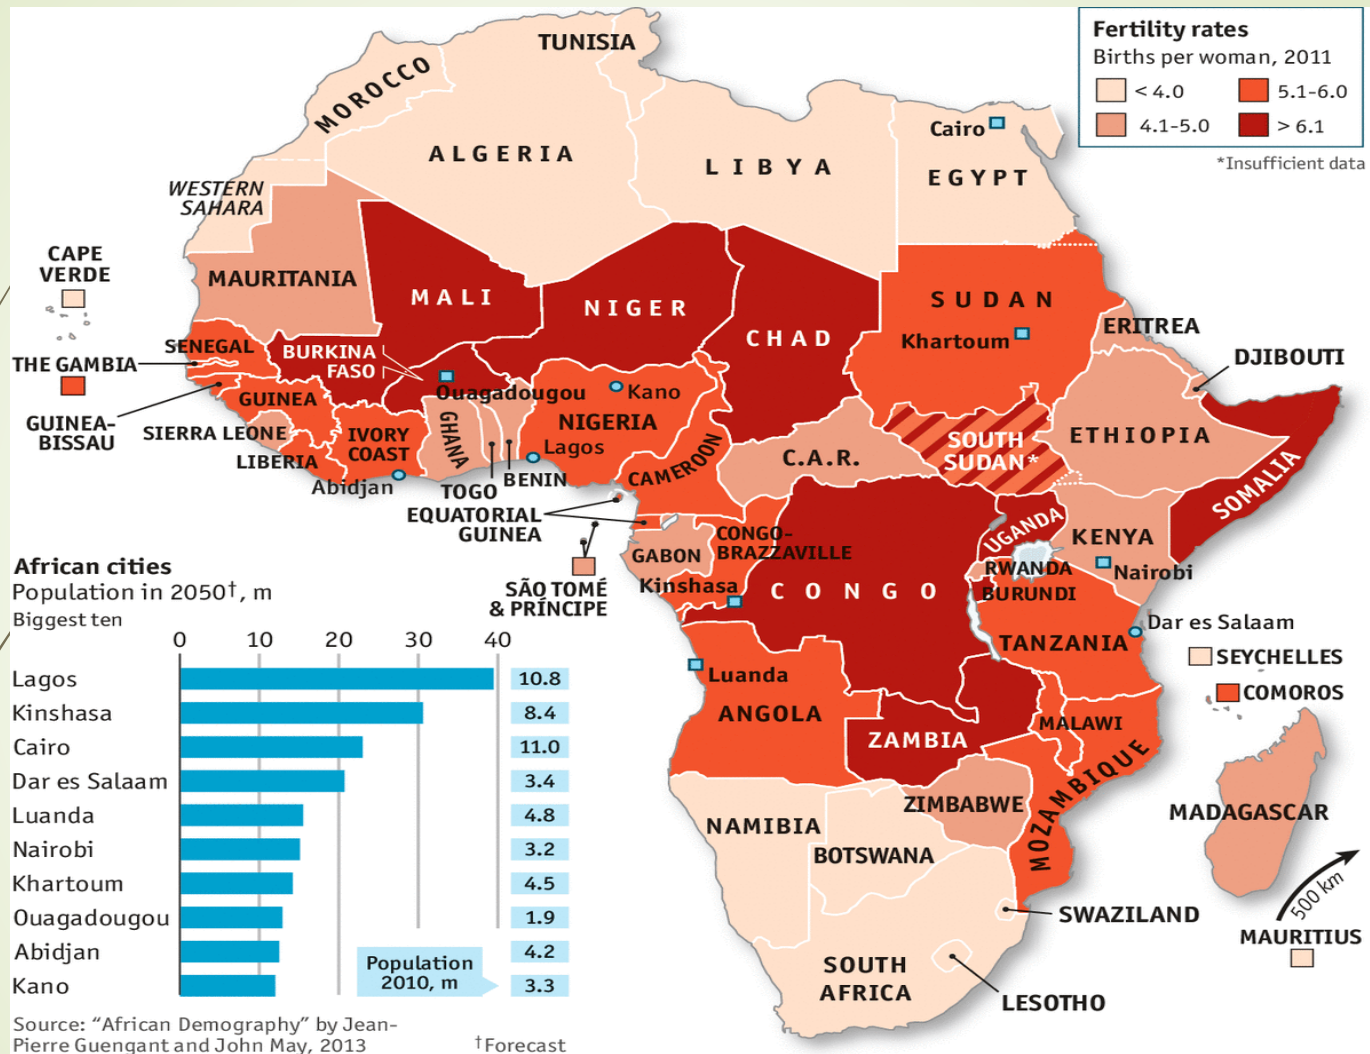 Fertility rates
Births per woman, 2011
< 4.0
5.1-6.0
4.1-5.0
> 6.1
*Insufficient data
TUNISIA
MOROCCO
ALGERIA
LIBYA
Cairo
EGYPT
WESTERN
SAHARA
CAPE
VERDE
MAURITANIA
MALI
NIGER
CHAD
SUDAN
Khartoum
ERITREA
DJIBOUTI
SENEGAL
THE GAMBIA
BURKINA
FASO
Ouagadougou
Kano
GUINEA-
BISSAU
GUINEA
SIERRA LEONE
LIBERIA
IVORY
COAST
Abidjan
GHANA
TOGO
BENIN
NIGERIA
Lagos
CAMEROON
C.A.R.
SOUTH
SUDAN*
ETHIOPIA
SOMALIA
EQUATORIAL
GUINEA
SÃO TOMÉ
& PRÍNCIPE
GABON
CONGO-
BRAZZAVILLE
Kinshasa
CONGO
UGANDA
KENYA
RWANDA
Nairobi
BURUNDI
TANZANIA
Dar es Salaam
SEYCHELLES
COMOROS
Luanda
ANGOLA
ZAMBIA
MALAWI
MOZAMBIQUE
ZIMBABWE
MADAGASCAR
NAMIBIA
BOTSWANA
SWAZILAND
500 km
MAURITIUS
SOUTH
AFRICA
LESOTHO
African cities
Population in 2050†, m
Biggest ten
0 10 20 30 40
Lagos 10.8
Kinshasa 8.4
Cairo 11.0
Dar es Salaam 3.4
Luanda 4.8
Nairobi 3.2
Khartoum 4.5
Ouagadougou 1.9
Abidjan 4.2
Kano 3.3
Population
2010, m
Source: “African Demography” by Jean-
Pierre Guengant and John May, 2013
†Forecast